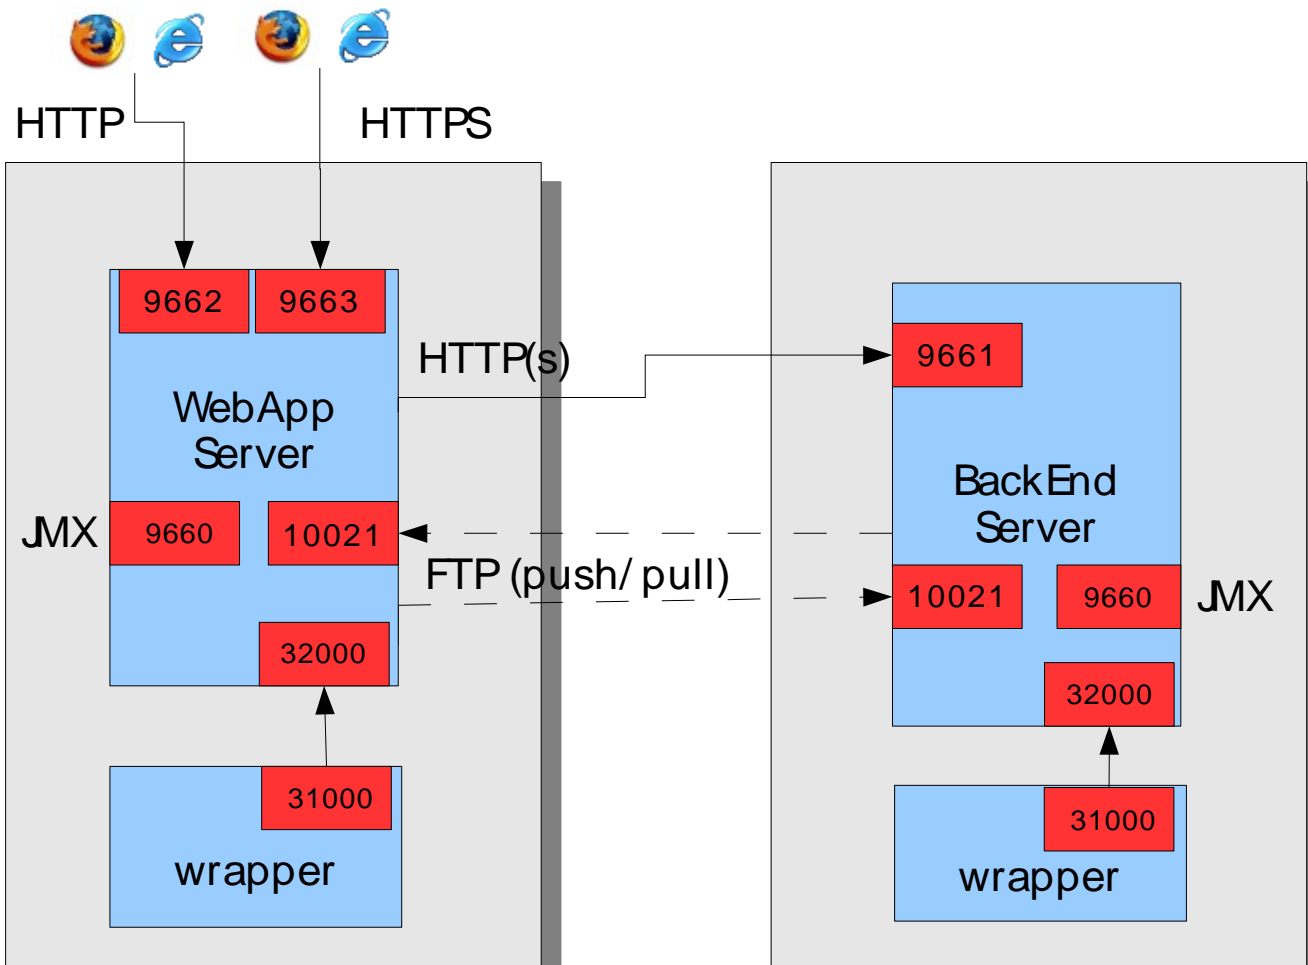 HTTP
HTTPS
9662
9663
HTTP(s)
9661
WebApp
Server
BackEnd
Server
JMX
9660
10021
FTP (push/ pull)
10021
9660
JMX
32000
32000
31000
31000
wrapper
wrapper